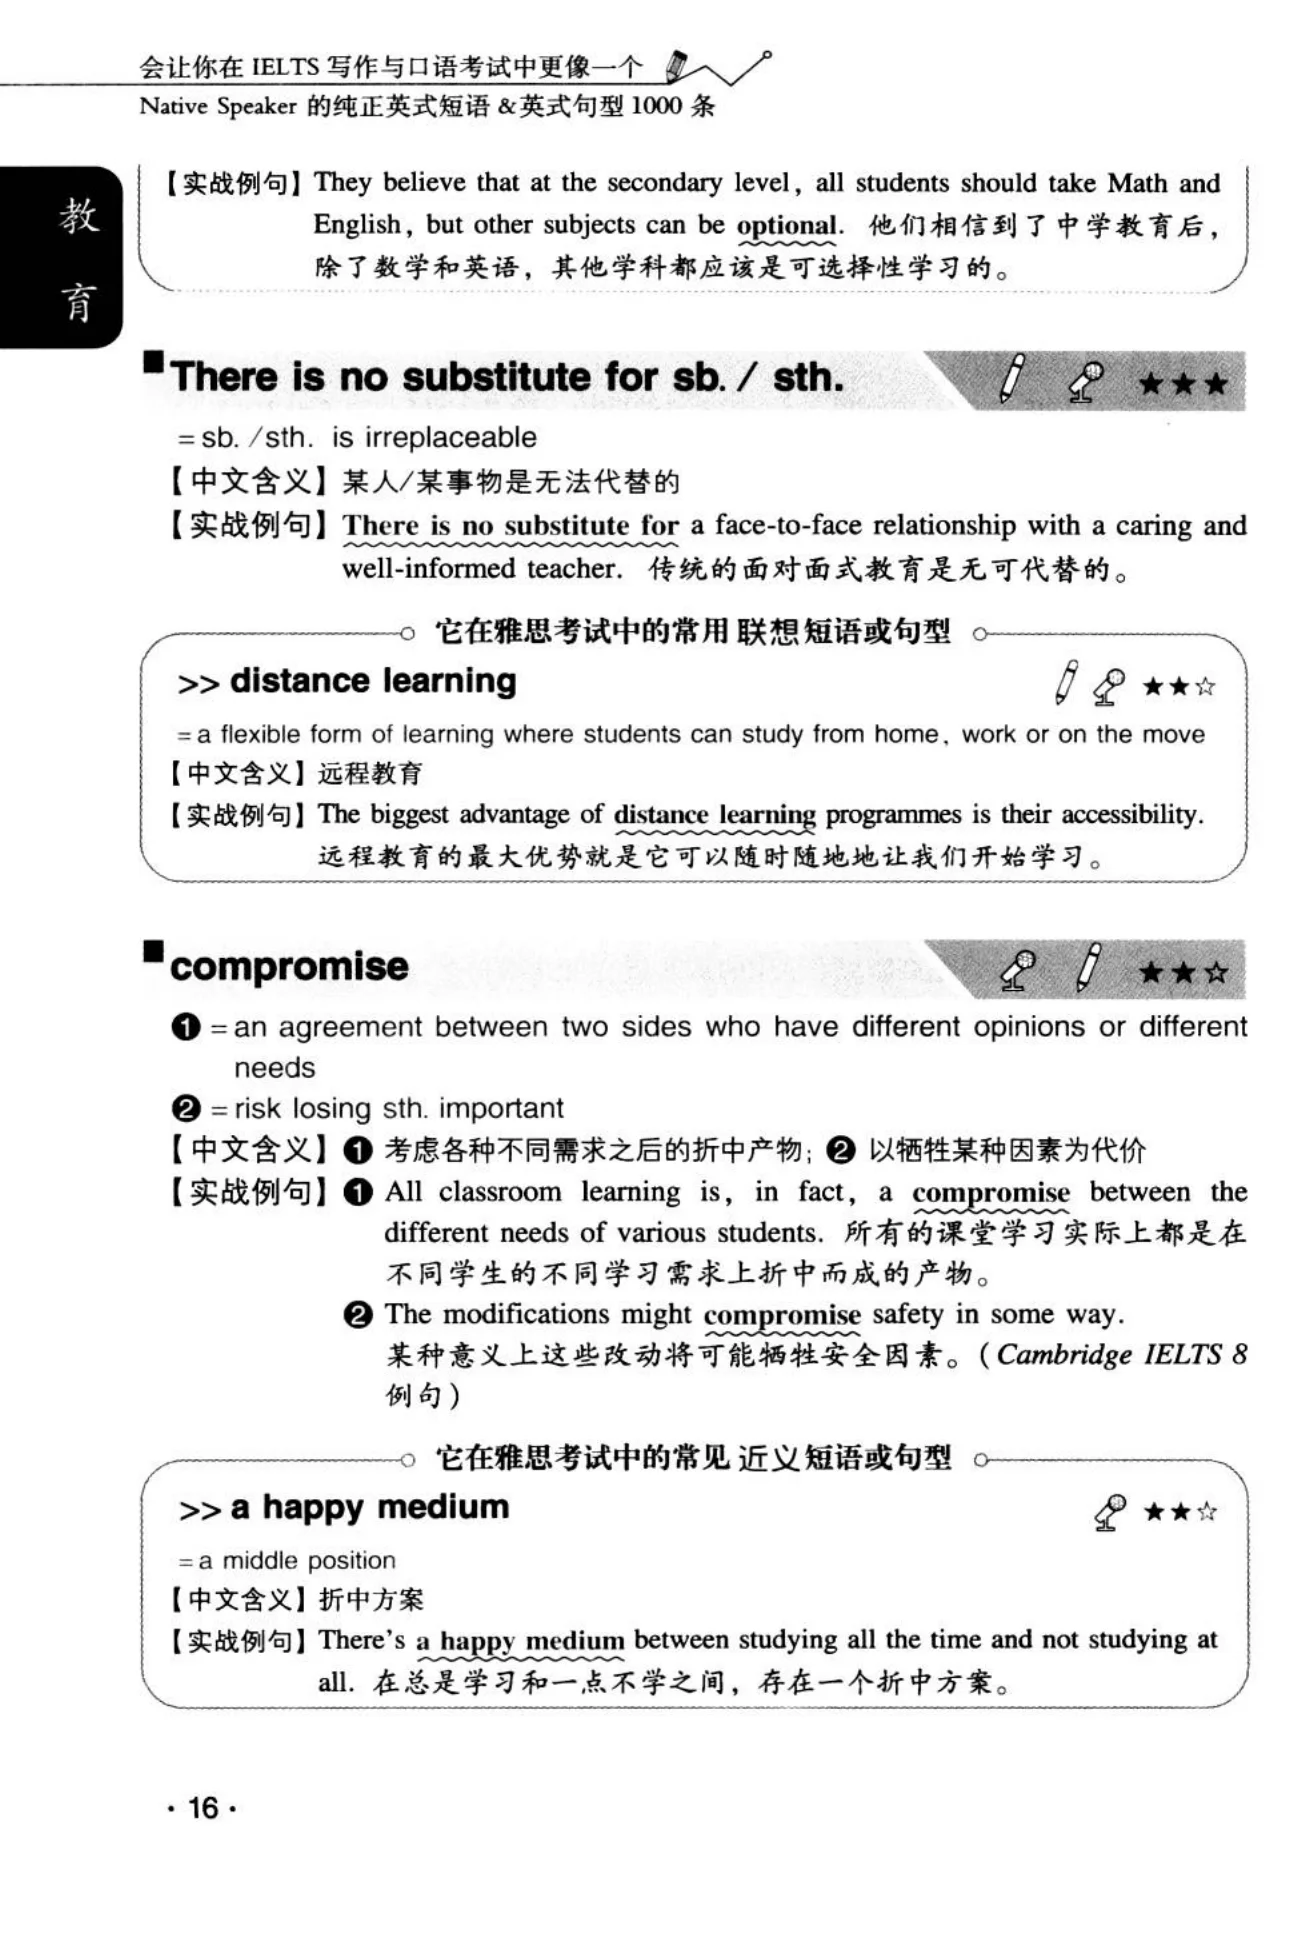 会让你在 IELTS 写作与口语考试中更像一个
Native Speaker 的纯正英式短语 & 英式句型 1000 条
教
育
【实战例句】They believe that at the secondary level, all students should take Math and
English, but other subjects can be optional. 他们相信到了中学教育后，
除了数学和英语，其他学科都应该是可选择性学习的。
■There is no substitute for sb. / sth. ★★★
= sb. /sth. is irreplaceable
【中文含义】某人/某事物是无法代替的
【实战例句】There is no substitute for a face-to-face relationship with a caring and
well-informed teacher. 传统的面对面式教育是无可代替的。
它在雅思考试中的常用联想短语或句型
>> distance learning ★★☆
= a flexible form of learning where students can study from home, work or on the move
【中文含义】远程教育
【实战例句】The biggest advantage of distance learning programmes is their accessibility.
远程教育的最大优势就是它可以随时随地地让我们开始学习。
■compromise ★★☆
❶ = an agreement between two sides who have different opinions or different
needs
❷ = risk losing sth. important
【中文含义】❶ 考虑各种不同需求之后的折中产物; ❷ 以牺牲某种因素为代价
【实战例句】❶ All classroom learning is, in fact, a compromise between the
different needs of various students. 所有的课堂学习实际上都是在
不同学生的不同学习需求上折中而成的产物。
❷ The modifications might compromise safety in some way.
某种意义上这些改动将可能牺牲安全因素。(Cambridge IELTS 8
例句)
它在雅思考试中的常见近义短语或句型
>> a happy medium ★★☆
= a middle position
【中文含义】折中方案
【实战例句】There's a happy medium between studying all the time and not studying at
all. 在总是学习和一点不学之间，存在一个折中方案。
· 16 ·